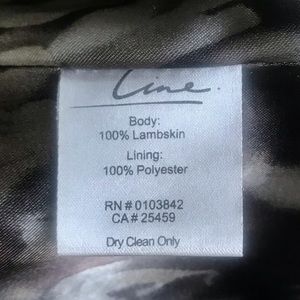 Line
Body:
100% Lambskin
Lining:
100% Polyester
RN # 0103842
CA # 25459
Dry Clean Only